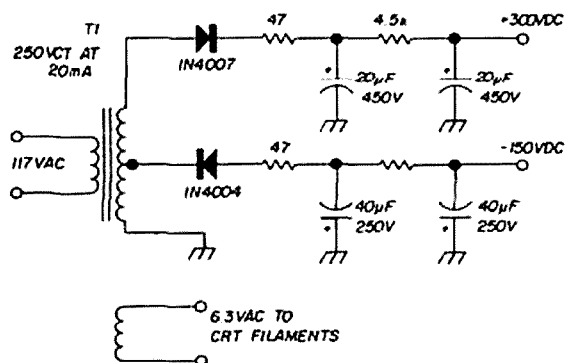 T1
250VCT AT
20mA
117VAC
1N4007
47
4.5k
+300VDC
+
20µF
450V
+
20µF
450V
1N4004
47
-150VDC
40µF
250V
+
40µF
250V
+
6.3VAC TO
CRT FILAMENTS